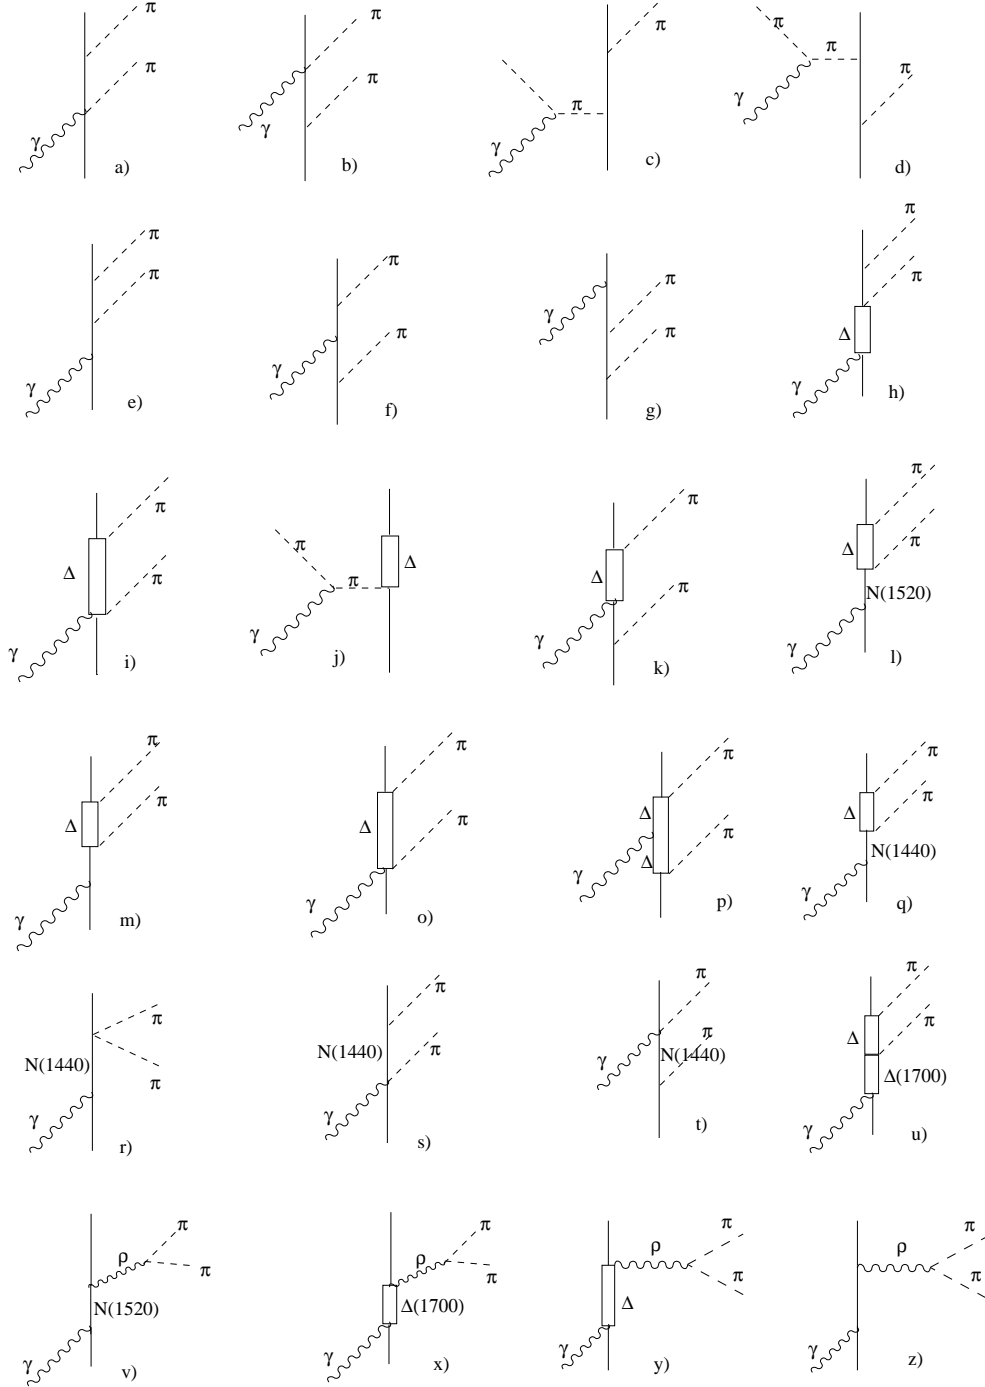 π π γ a)
π π γ b)
π π γ c)
π π π γ d)
π π γ e)
π π γ f)
π π γ g)
π π Δ γ h)
π π Δ γ i)
π π Δ γ j)
π π Δ γ k)
π π Δ N(1520) γ l)
π π Δ γ m)
π π Δ γ o)
π π Δ Δ γ p)
π π Δ N(1440) γ q)
π π N(1440) γ r)
π π N(1440) γ s)
π π N(1440) γ t)
π π Δ Δ(1700) γ u)
π π ρ N(1520) γ v)
π π ρ Δ(1700) γ x)
π π ρ Δ γ y)
π π ρ γ z)